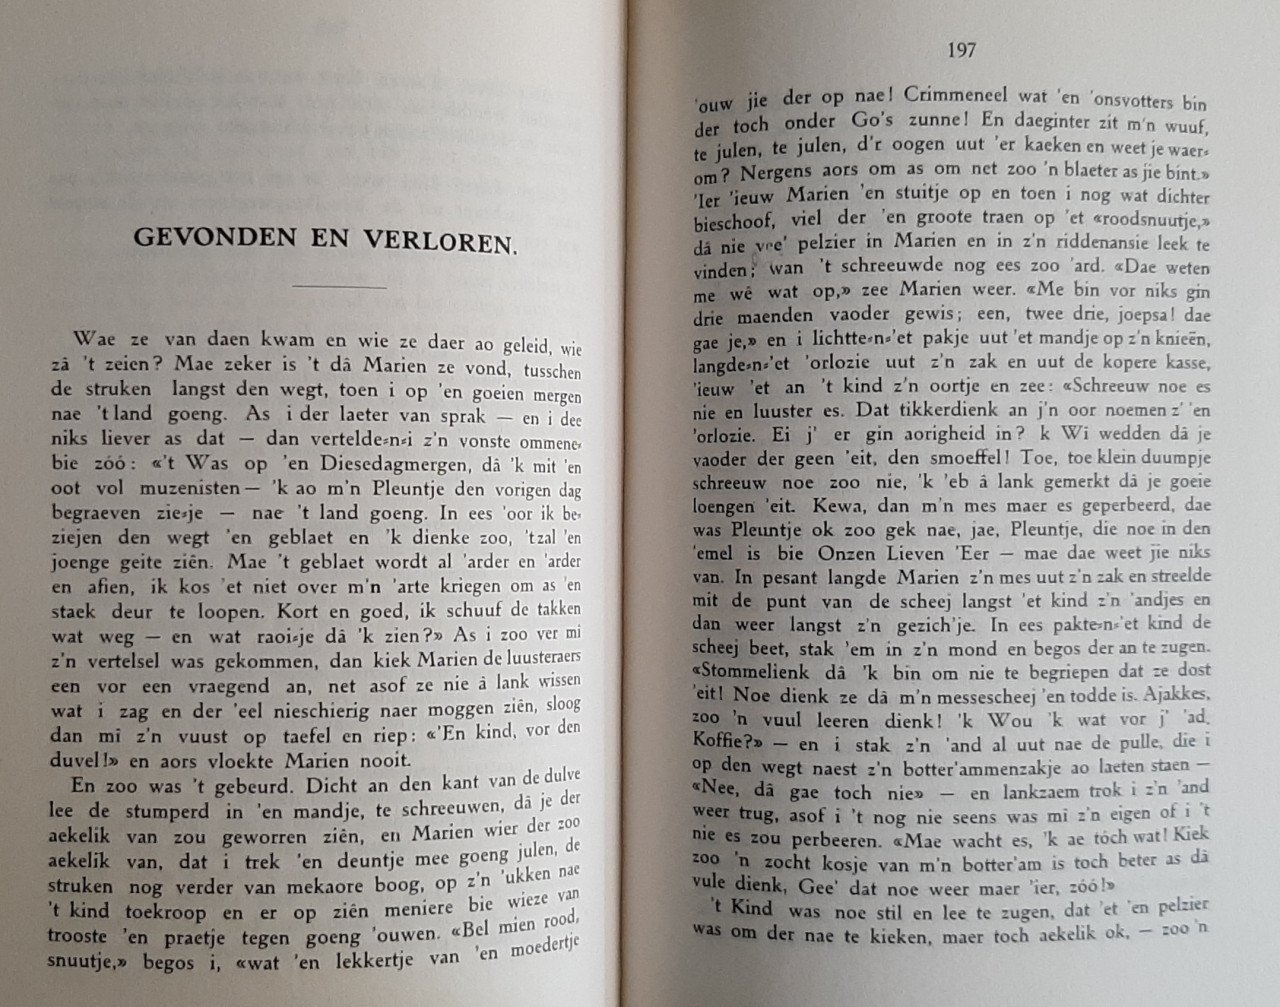 GEVONDEN EN VERLOREN.
Wae ze van daen kwam en wie ze daer ao geleid, wie
zâ 't zeien? Mae zeker is 't dâ Marien ze vond, tusschen
de struken langst den wegt, toen i op 'en goeien mergen
nae 't land goeng. As i der laeter van sprak — en i dee
niks liever as dat — dan vertelde-n-i z'n vonste ommene-
bie zóó: «'t Was op 'en Diesedagmergen, dâ 'k mit 'en
oot vol muzenisten — 'k ao m'n Pleuntje den vorigen dag
begraeven zie-je — nae 't land goeng. In ees 'oor ik be-
ziejen den wegt 'en geblaet en 'k dienke zoo, 'tzal 'en
joenge geite ziên. Mae 't geblaet wordt al 'arder en 'arder
en afien, ik kos 'et niet over m'n 'arte kriegen om as 'en
staek deur te loopen. Kort en goed, ik schuuf de takken
wat weg — en wat raoi-je dâ 'k zien?» As i zoo ver mi
z'n vertelsel was gekommen, dan kiek Marien de luusteraers
een vor een vraegend an, net asof ze nie â lank wissen
wat i zag en der 'eel nieschierig naer moggen ziên, sloog
dan mî z'n vuust op taefel en riep: «'En kind, vor den
duvel!» en aors vloekte Marien nooit.
En zoo was 't gebeurd. Dicht an den kant van de dulve
lee de stumperd in 'en mandje, te schreeuwen, dâ je der
aekelik van zou geworren ziên, en Marien wier der zoo
aekelik van, dat i trek 'en deuntje mee goeng julen, de
struken nog verder van mekaore boog, op z'n 'ukken nae
't kind toekroop en er op ziên meniere bie wieze van
trooste 'en praetje tegen goeng 'ouwen. «Bel mien rood,
snuutje,» begos i, «wat 'en lekkertje van 'en moedertje
197
'ouw jie der op nae! Crimmeneel wat 'en 'onsvotters bin
der toch onder Go's zunne! En daeginter zit m'n wuuf,
te julen, te julen, d'r oogen uut 'er kaeken en weet je waer-
om? Nergens aors om as om net zoo 'n blaeter as jie bint.»
'Ier 'ieuw Marien 'en stuitje op en toen i nog wat dichter
bieschoof, viel der 'en groote traen op 'et «roodsnuutje,»
dâ nie vee' pelzier in Marien en in z'n riddenansie leek te
vinden; wan 't schreeuwde nog ees zoo 'ard. «Dae weten
me wê wat op,» zee Marien weer. «Me bin vor niks gin
drie maenden vaoder gewis; een, twee drie, joepsa! dae
gae je,» en i lichtte-n-'et pakje uut 'et mandje op z'n knieën,
langde-n-'et 'orlozie uut z'n zak en uut de kopere kasse,
'ieuw 'et an 't kind z'n oortje en zee: «Schreeuw noe es
nie en luuster es. Dat tikkerdienk an j'n oor noemen z' 'en
'orlozie. Ei j' er gin aorigheid in? k Wi wedden dâ je
vaoder der geen 'eit, den smoeffel! Toe, toe klein duumpje
schreeuw noe zoo nie, 'k 'eb â lank gemerkt dâ je goeie
loengen 'eit. Kewa, dan m'n mes maer es geperbeerd, dae
was Pleuntje ok zoo gek nae, jae, Pleuntje, die noe in den
'emel is bie Onzen Lieven 'Eer — mae dae weet jie niks
van. In pesant langde Marien z'n mes uut z'n zak en streelde
mit de punt van de scheej langst 'et kind z'n 'andjes en
dan weer langst z'n gezich'je. In ees pakte-n-'et kind de
scheej beet, stak 'em in z'n mond en begos der an te zugen.
«Stommelienk dâ 'k bin om nie te begriepen dat ze dost
'eit! Noe dienk ze dâ m'n messescheej 'en todde is. Ajakkes,
zoo 'n vuul leeren dienk! 'k Wou 'k wat vor j' 'ad.
Koffie?» — en i stak z'n 'and al uut nae de pulle, die i
op den wegt naest z'n botter'ammenzakje ao laeten staen —
«Nee, dâ gae toch nie» — en lankzaem trok i z'n 'and
weer trug, asof i 't nog nie seens was mî z'n eigen of i 't
nie es zou perbeeren. «Mae wacht es, 'k ae tóch wat! Kiek
zoo 'n zocht kosje van m'n botter'am is toch beter as dâ
vule dienk, Gee' dat noe weer maer 'ier, zóó!»
't Kind was noe stil en lee te zugen, dat 'et 'en pelzier
was om der nae te kieken, maer toch aekelik ok, — zoo 'n